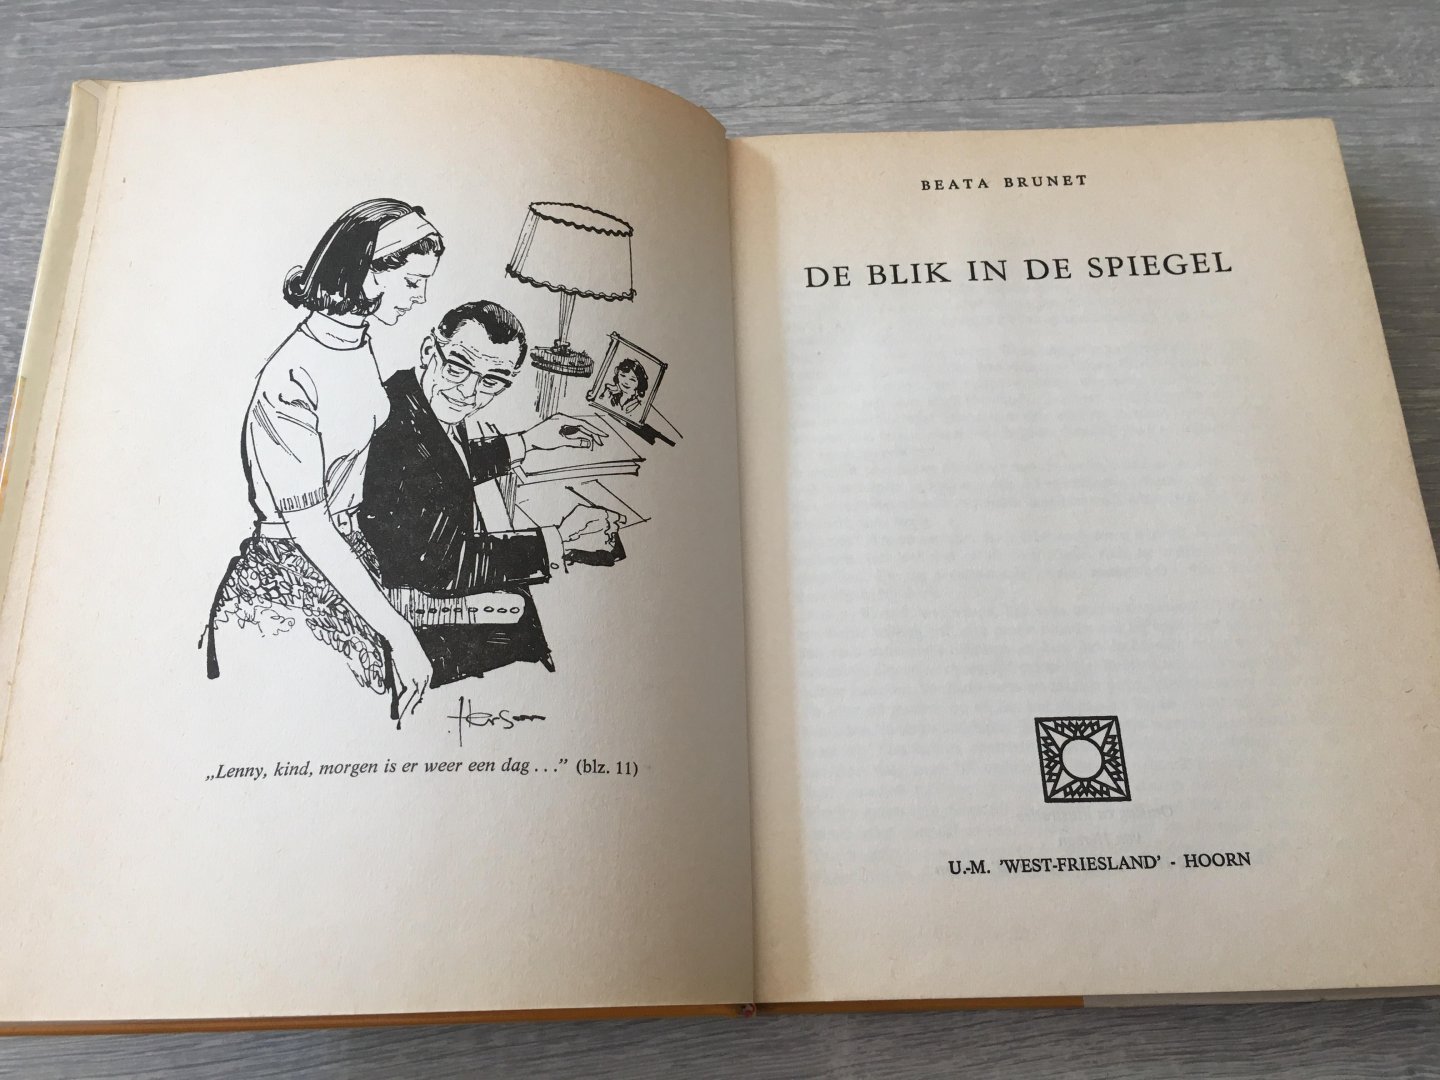 Herson
„Lenny, kind, morgen is er weer een dag . . .” (blz. 11)
BEATA BRUNET
DE BLIK IN DE SPIEGEL
U.-M. 'WEST-FRIESLAND' - HOORN